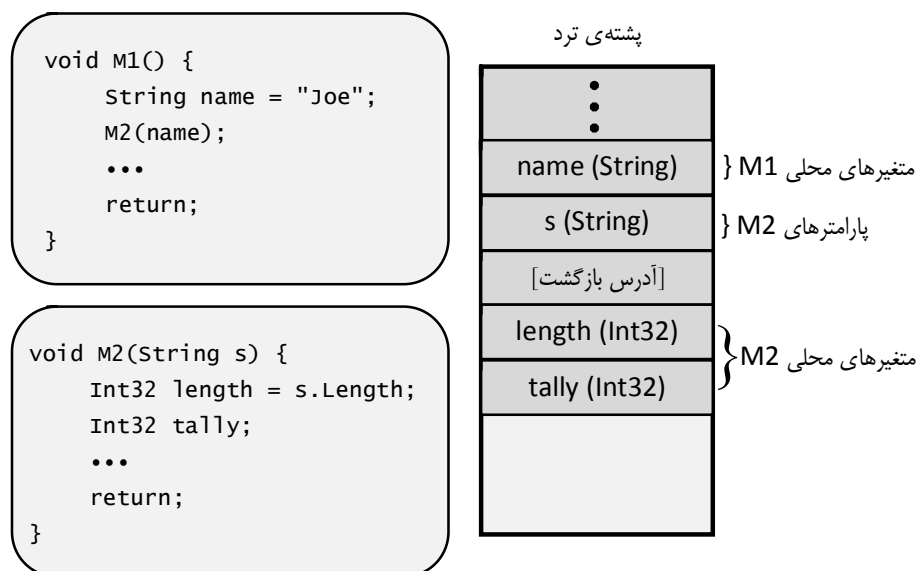 void M1() {
String name = "Joe";
M2(name);
•••
return;
}
void M2(String s) {
Int32 length = s.Length;
Int32 tally;
•••
return;
}
پشته‌ی ترد
name (String)
متغیرهای محلی M1 {
s (String)
پارامترهای M2 {
[آدرس بازگشت]
length (Int32)
tally (Int32)
متغیرهای محلی M2 {